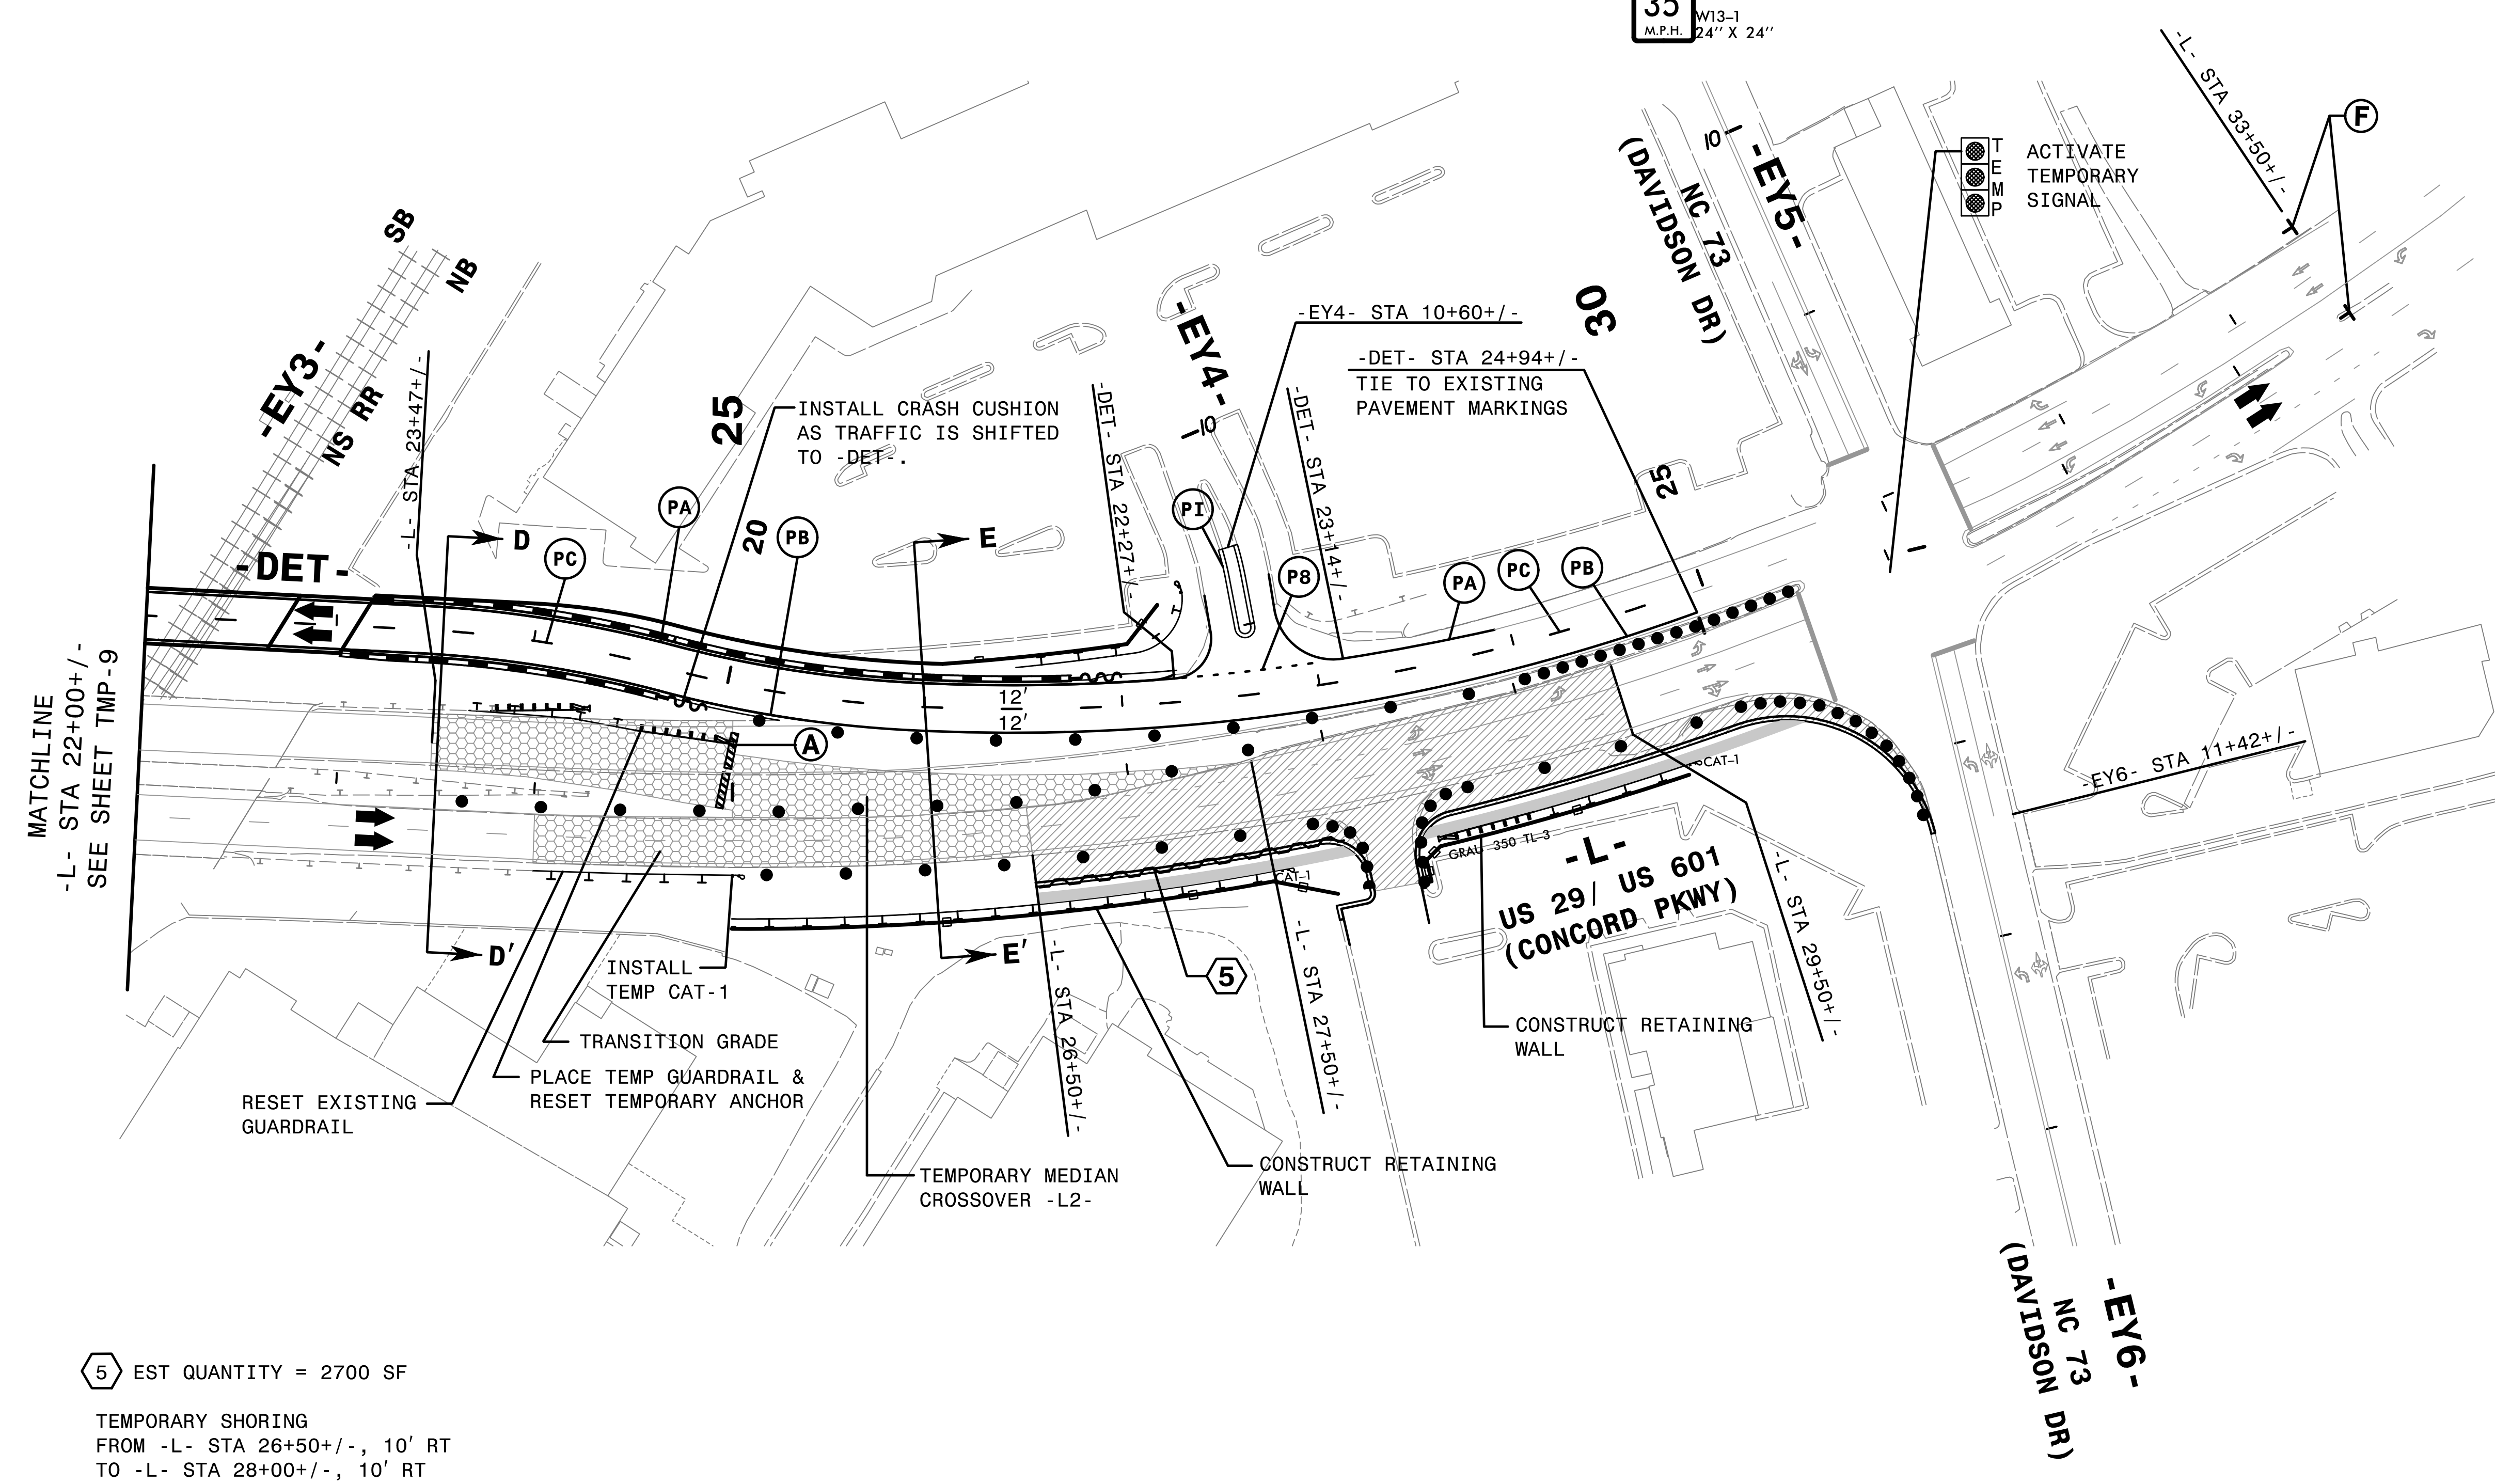 35
M.P.H.
W13-1
24" X 24"
-L- STA 33+50+/-
F
T
E
M
P
ACTIVATE
TEMPORARY
SIGNAL
10
-EY5-
NC 73
(DAVIDSON DR)
SB
NB
-EY3-
NS RR
-L- STA 23+47+/-
25
INSTALL CRASH CUSHION
AS TRAFFIC IS SHIFTED
TO -DET-.
-EY4-
10
-EY4- STA 10+60+/-
-DET- STA 24+94+/-
TIE TO EXISTING
PAVEMENT MARKINGS
30
25
-DET- STA 22+27+/-
-DET- STA 23+14+/-
PA
20
PB
PI
D
PC
E
P8
PA
PC
PB
-DET-
12'
12'
A
MATCHLINE
-L- STA 22+00+/-
SEE SHEET TMP-9
CAT-1
GRAU 350 TL-3
CAT-1
-L-
US 29/ US 601
(CONCORD PKWY)
-EY6- STA 11+42+/-
D'
E'
5
INSTALL
TEMP CAT-1
-L- STA 26+50+/-
-L- STA 27+50+/-
-L- STA 29+50+/-
TRANSITION GRADE
PLACE TEMP GUARDRAIL &
RESET TEMPORARY ANCHOR
RESET EXISTING
GUARDRAIL
CONSTRUCT RETAINING
WALL
TEMPORARY MEDIAN
CROSSOVER -L2-
CONSTRUCT RETAINING
WALL
-EY6-
NC 73
(DAVIDSON DR)
5 EST QUANTITY = 2700 SF
TEMPORARY SHORING
FROM -L- STA 26+50+/-, 10' RT
TO -L- STA 28+00+/-, 10' RT